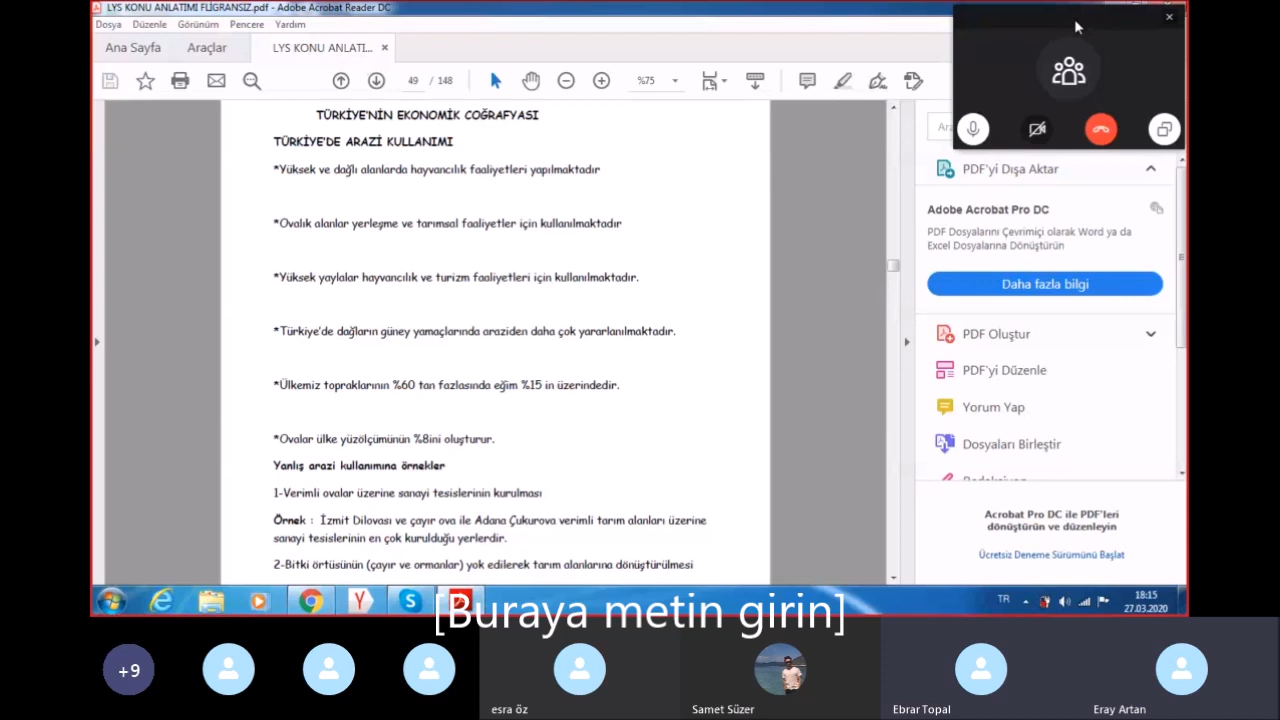 LYS KONU ANLATIMI FLİGRANSIZ.pdf - Adobe Acrobat Reader DC
Dosya Düzenle Görünüm Pencere Yardım
Ana Sayfa Araçlar LYS KONU ANLATI... ×
49 / 148 %75
TÜRKİYE'NİN EKONOMİK COĞRAFYASI
TÜRKİYE'DE ARAZİ KULLANIMI
*Yüksek ve dağlı alanlarda hayvancılık faaliyetleri yapılmaktadır
*Ovalık alanlar yerleşme ve tarımsal faaliyetler için kullanılmaktadır
*Yüksek yaylalar hayvancılık ve turizm faaliyetleri için kullanılmaktadır.
*Türkiye'de dağların güney yamaçlarında araziden daha çok yararlanılmaktadır.
*Ülkemiz topraklarının %60 tan fazlasında eğim %15 in üzerindedir.
*Ovalar ülke yüzölçümünün %8ini oluşturur.
Yanlış arazi kullanımına örnekler
1-Verimli ovalar üzerine sanayi tesislerinin kurulması
Örnek : İzmit Dilovası ve çayır ova ile Adana Çukurova verimli tarım alanları üzerine
sanayi tesislerinin en çok kurulduğu yerlerdir.
2-Bitki örtüsünün (çayır ve ormanlar) yok edilerek tarım alanlarına dönüştürülmesi
PDF'yi Dışa Aktar
Adobe Acrobat Pro DC
PDF Dosyalarını Çevrimiçi olarak Word ya da
Excel Dosyalarına Dönüştürün
Daha fazla bilgi
PDF Oluştur
PDF'yi Düzenle
Yorum Yap
Dosyaları Birleştir
Acrobat Pro DC ile PDF'leri
dönüştürün ve düzenleyin
Ücretsiz Deneme Sürümünü Başlat
TR
18:15
27.03.2020
[Buraya metin girin]
+9
esra öz
Samet Süzer
Ebrar Topal
Eray Artan